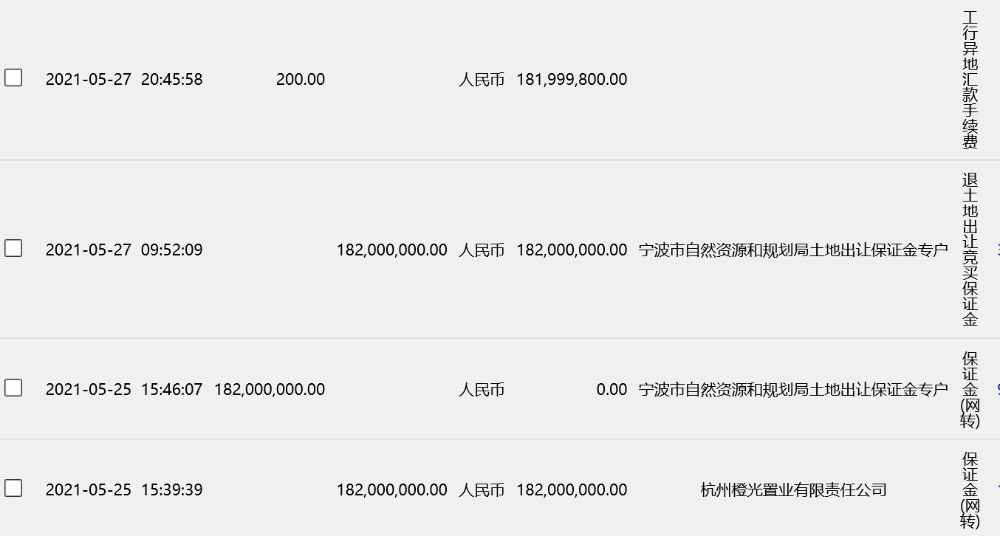 2021-05-27 20:45:58 200.00 人民币 181,999,800.00 工行异地汇款手续费
2021-05-27 09:52:09 182,000,000.00 人民币 182,000,000.00 宁波市自然资源和规划局土地出让保证金专户 退土地出让竞买保证金
2021-05-25 15:46:07 182,000,000.00 人民币 0.00 宁波市自然资源和规划局土地出让保证金专户 保证金(网转)
2021-05-25 15:39:39 182,000,000.00 人民币 182,000,000.00 杭州橙光置业有限责任公司 保证金(网转)